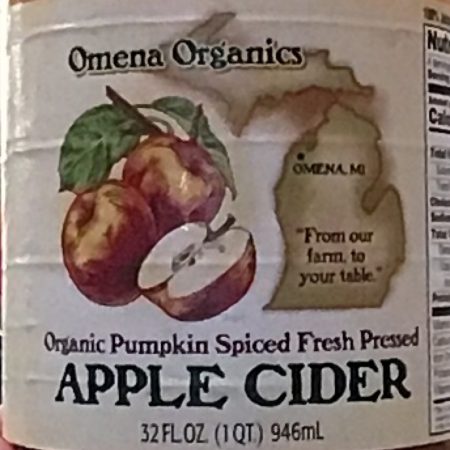 Omena Organics
OMENA, MI
"From our
farm, to
your table."
Organic Pumpkin Spiced Fresh Pressed
APPLE CIDER
32 FL. OZ. (1 QT.) 946mL